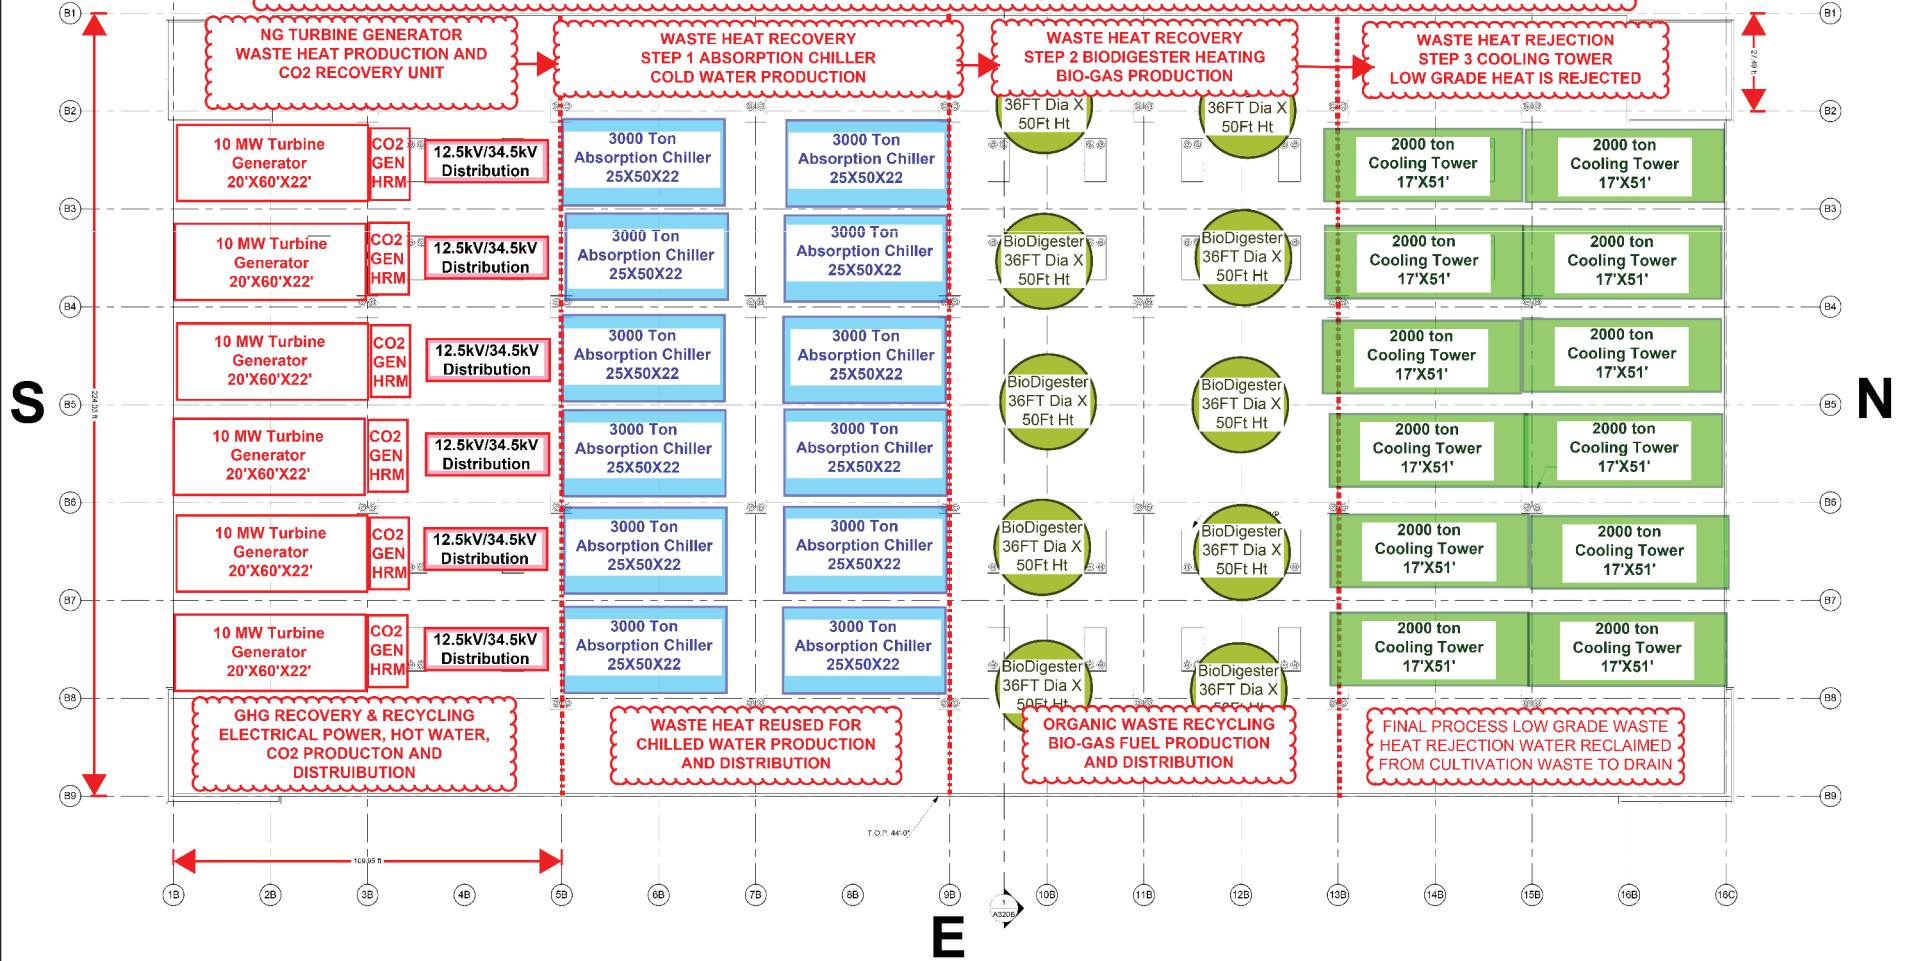 B1
B1
NG TURBINE GENERATOR
WASTE HEAT PRODUCTION AND
CO2 RECOVERY UNIT
WASTE HEAT RECOVERY
STEP 1 ABSORPTION CHILLER
COLD WATER PRODUCTION
WASTE HEAT RECOVERY
STEP 2 BIODIGESTER HEATING
BIO-GAS PRODUCTION
WASTE HEAT REJECTION
STEP 3 COOLING TOWER
LOW GRADE HEAT IS REJECTED
27.49 ft
B2
B2
10 MW Turbine
Generator
20'X60'X22'
CO2
GEN
HRM
12.5kV/34.5kV
Distribution
3000 Ton
Absorption Chiller
25X50X22
3000 Ton
Absorption Chiller
25X50X22
36FT Dia X
50Ft Ht
36FT Dia X
50Ft Ht
2000 ton
Cooling Tower
17'X51'
2000 ton
Cooling Tower
17'X51'
B3
B3
10 MW Turbine
Generator
20'X60'X22'
CO2
GEN
HRM
12.5kV/34.5kV
Distribution
3000 Ton
Absorption Chiller
25X50X22
3000 Ton
Absorption Chiller
25X50X22
BioDigester
36FT Dia X
50Ft Ht
BioDigester
36FT Dia X
50Ft Ht
2000 ton
Cooling Tower
17'X51'
2000 ton
Cooling Tower
17'X51'
B4
B4
10 MW Turbine
Generator
20'X60'X22'
CO2
GEN
HRM
12.5kV/34.5kV
Distribution
3000 Ton
Absorption Chiller
25X50X22
3000 Ton
Absorption Chiller
25X50X22
BioDigester
36FT Dia X
50Ft Ht
BioDigester
36FT Dia X
50Ft Ht
2000 ton
Cooling Tower
17'X51'
2000 ton
Cooling Tower
17'X51'
S
224.03 ft
B5
B5
N
10 MW Turbine
Generator
20'X60'X22'
CO2
GEN
HRM
12.5kV/34.5kV
Distribution
3000 Ton
Absorption Chiller
25X50X22
3000 Ton
Absorption Chiller
25X50X22
2000 ton
Cooling Tower
17'X51'
2000 ton
Cooling Tower
17'X51'
B6
B6
10 MW Turbine
Generator
20'X60'X22'
CO2
GEN
HRM
12.5kV/34.5kV
Distribution
3000 Ton
Absorption Chiller
25X50X22
3000 Ton
Absorption Chiller
25X50X22
BioDigester
36FT Dia X
50Ft Ht
BioDigester
36FT Dia X
50Ft Ht
2000 ton
Cooling Tower
17'X51'
2000 ton
Cooling Tower
17'X51'
B7
B7
10 MW Turbine
Generator
20'X60'X22'
CO2
GEN
HRM
12.5kV/34.5kV
Distribution
3000 Ton
Absorption Chiller
25X50X22
3000 Ton
Absorption Chiller
25X50X22
BioDigester
36FT Dia X
50Ft Ht
BioDigester
36FT Dia X
50Ft Ht
2000 ton
Cooling Tower
17'X51'
2000 ton
Cooling Tower
17'X51'
B8
B8
GHG RECOVERY & RECYCLING
ELECTRICAL POWER, HOT WATER,
CO2 PRODUCTON AND
DISTRUIBUTION
WASTE HEAT REUSED FOR
CHILLED WATER PRODUCTION
AND DISTRIBUTION
ORGANIC WASTE RECYCLING
BIO-GAS FUEL PRODUCTION
AND DISTRIBUTION
FINAL PROCESS LOW GRADE WASTE
HEAT REJECTION WATER RECLAIMED
FROM CULTIVATION WASTE TO DRAIN
B9
B9
T.O.P. 44'-0"
109.95 ft
1B
2B
3B
4B
5B
6B
7B
8B
9B
1
A320B
10B
11B
12B
13B
14B
15B
16B
16C
E